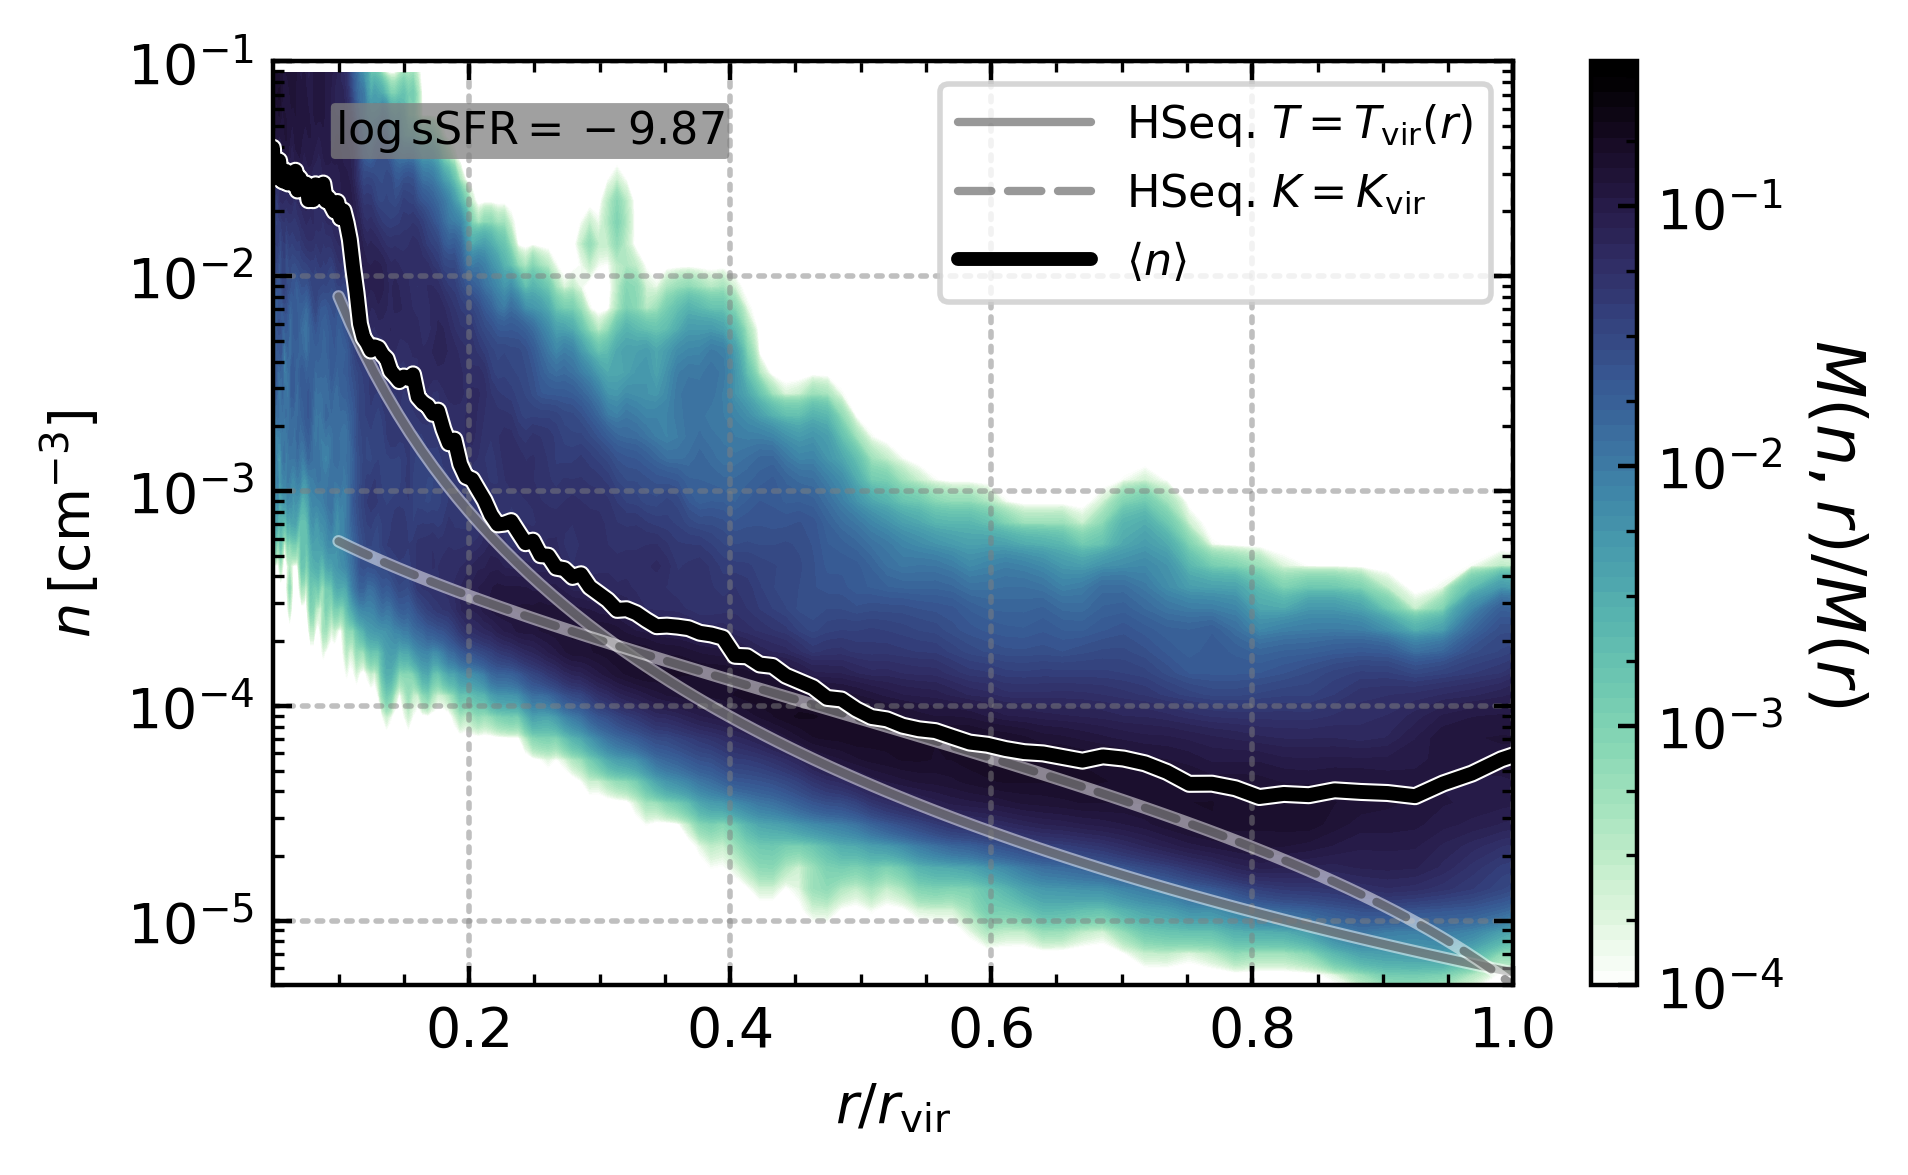 10⁻¹
10⁻²
10⁻³
10⁻⁴
10⁻⁵
n [cm⁻³]
log sSFR = −9.87
HSeq. T = T_vir(r)
HSeq. K = K_vir
⟨n⟩
0.2 0.4 0.6 0.8 1.0
r/r_vir
10⁻¹
10⁻²
10⁻³
10⁻⁴
M(n, r)/M(r)